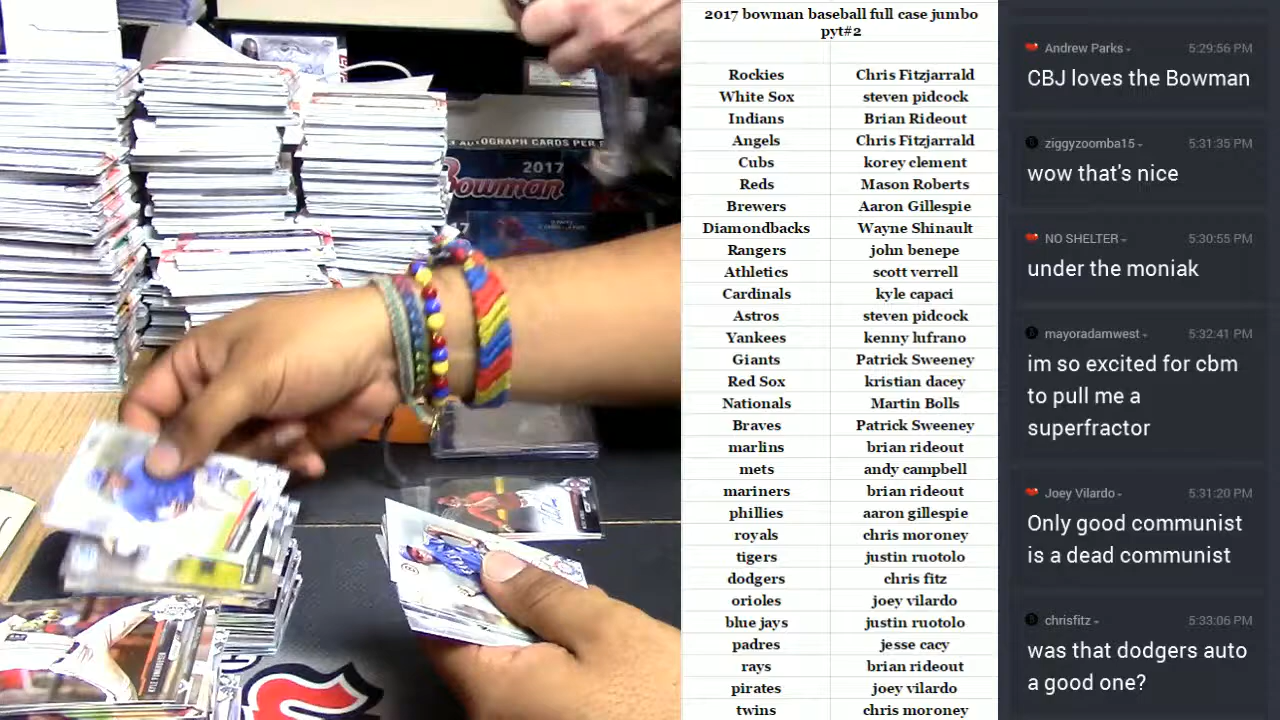 AUTOGRAPH CARDS PER
2017
Bowman
2017 bowman baseball full case jumbo
pyt#2
Rockies Chris Fitzjarrald
White Sox steven pidcock
Indians Brian Rideout
Angels Chris Fitzjarrald
Cubs korey clement
Reds Mason Roberts
Brewers Aaron Gillespie
Diamondbacks Wayne Shinault
Rangers john benepe
Athletics scott verrell
Cardinals kyle capaci
Astros steven pidcock
Yankees kenny lufrano
Giants Patrick Sweeney
Red Sox kristian dacey
Nationals Martin Bolls
Braves Patrick Sweeney
marlins brian rideout
mets andy campbell
mariners brian rideout
phillies aaron gillespie
royals chris moroney
tigers justin ruotolo
dodgers chris fitz
orioles joey vilardo
blue jays justin ruotolo
padres jesse cacy
rays brian rideout
pirates joey vilardo
twins chris moroney
Andrew Parks 5:29:56 PM
CBJ loves the Bowman
ziggyzoomba15 5:31:35 PM
wow that's nice
NO SHELTER 5:30:55 PM
under the moniak
mayoradamwest 5:32:41 PM
im so excited for cbm
to pull me a
superfractor
Joey Vilardo 5:31:20 PM
Only good communist
is a dead communist
chrisfitz 5:33:06 PM
was that dodgers auto
a good one?